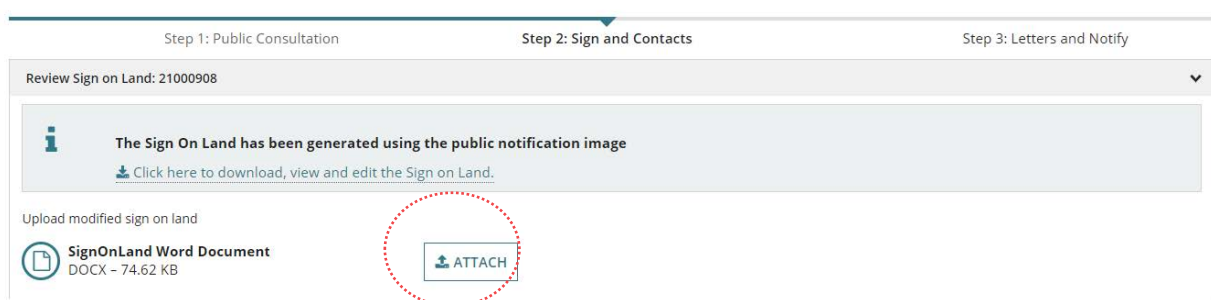 Step 1: Public Consultation
Step 2: Sign and Contacts
Step 3: Letters and Notify
Review Sign on Land: 21000908
The Sign On Land has been generated using the public notification image
Click here to download, view and edit the Sign on Land.
Upload modified sign on land
SignOnLand Word Document
DOCX – 74.62 KB
ATTACH